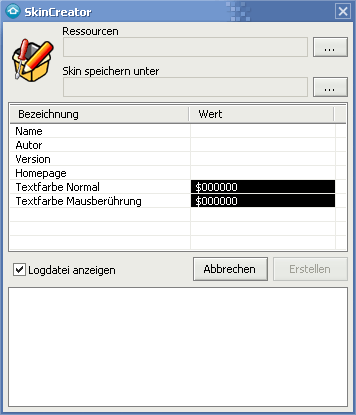 SkinCreator
Ressourcen
...
Skin speichern unter
...
Bezeichnung Wert
Name
Autor
Version
Homepage
Textfarbe Normal $000000
Textfarbe Mausberührung $000000
Logdatei anzeigen Abbrechen Erstellen